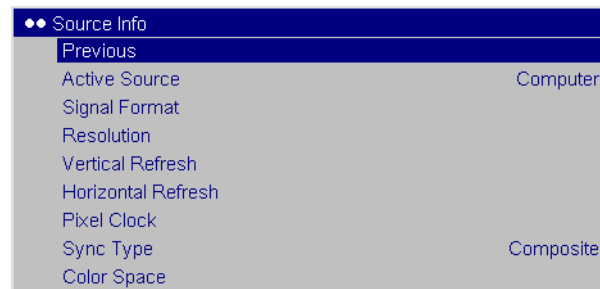 Source Info
Previous
Active Source Computer
Signal Format
Resolution
Vertical Refresh
Horizontal Refresh
Pixel Clock
Sync Type Composite
Color Space